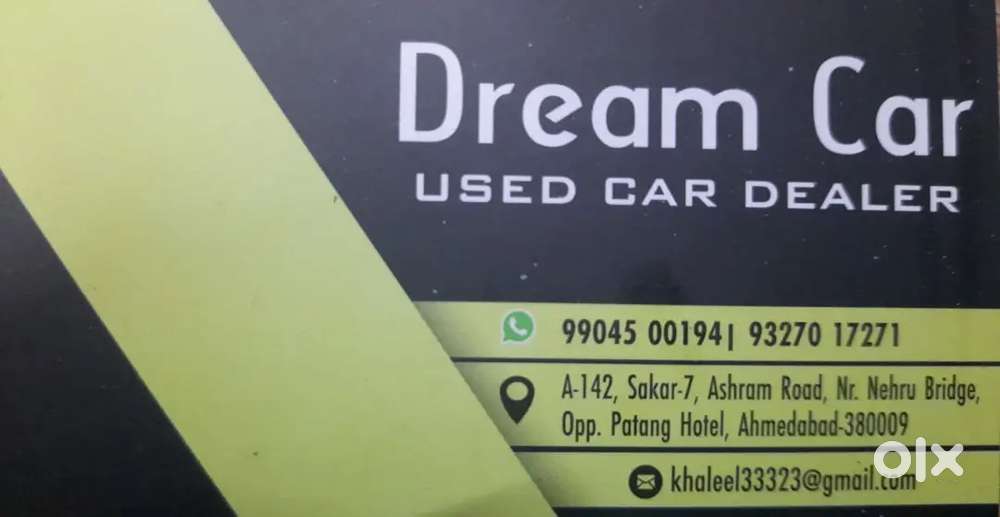 Dream Car
USED CAR DEALER
99045 00194| 93270 17271
A-142, Sakar-7, Ashram Road, Nr. Nehru Bridge,
Opp. Patang Hotel, Ahmedabad-380009
khaleel33323@gmail.com
olx